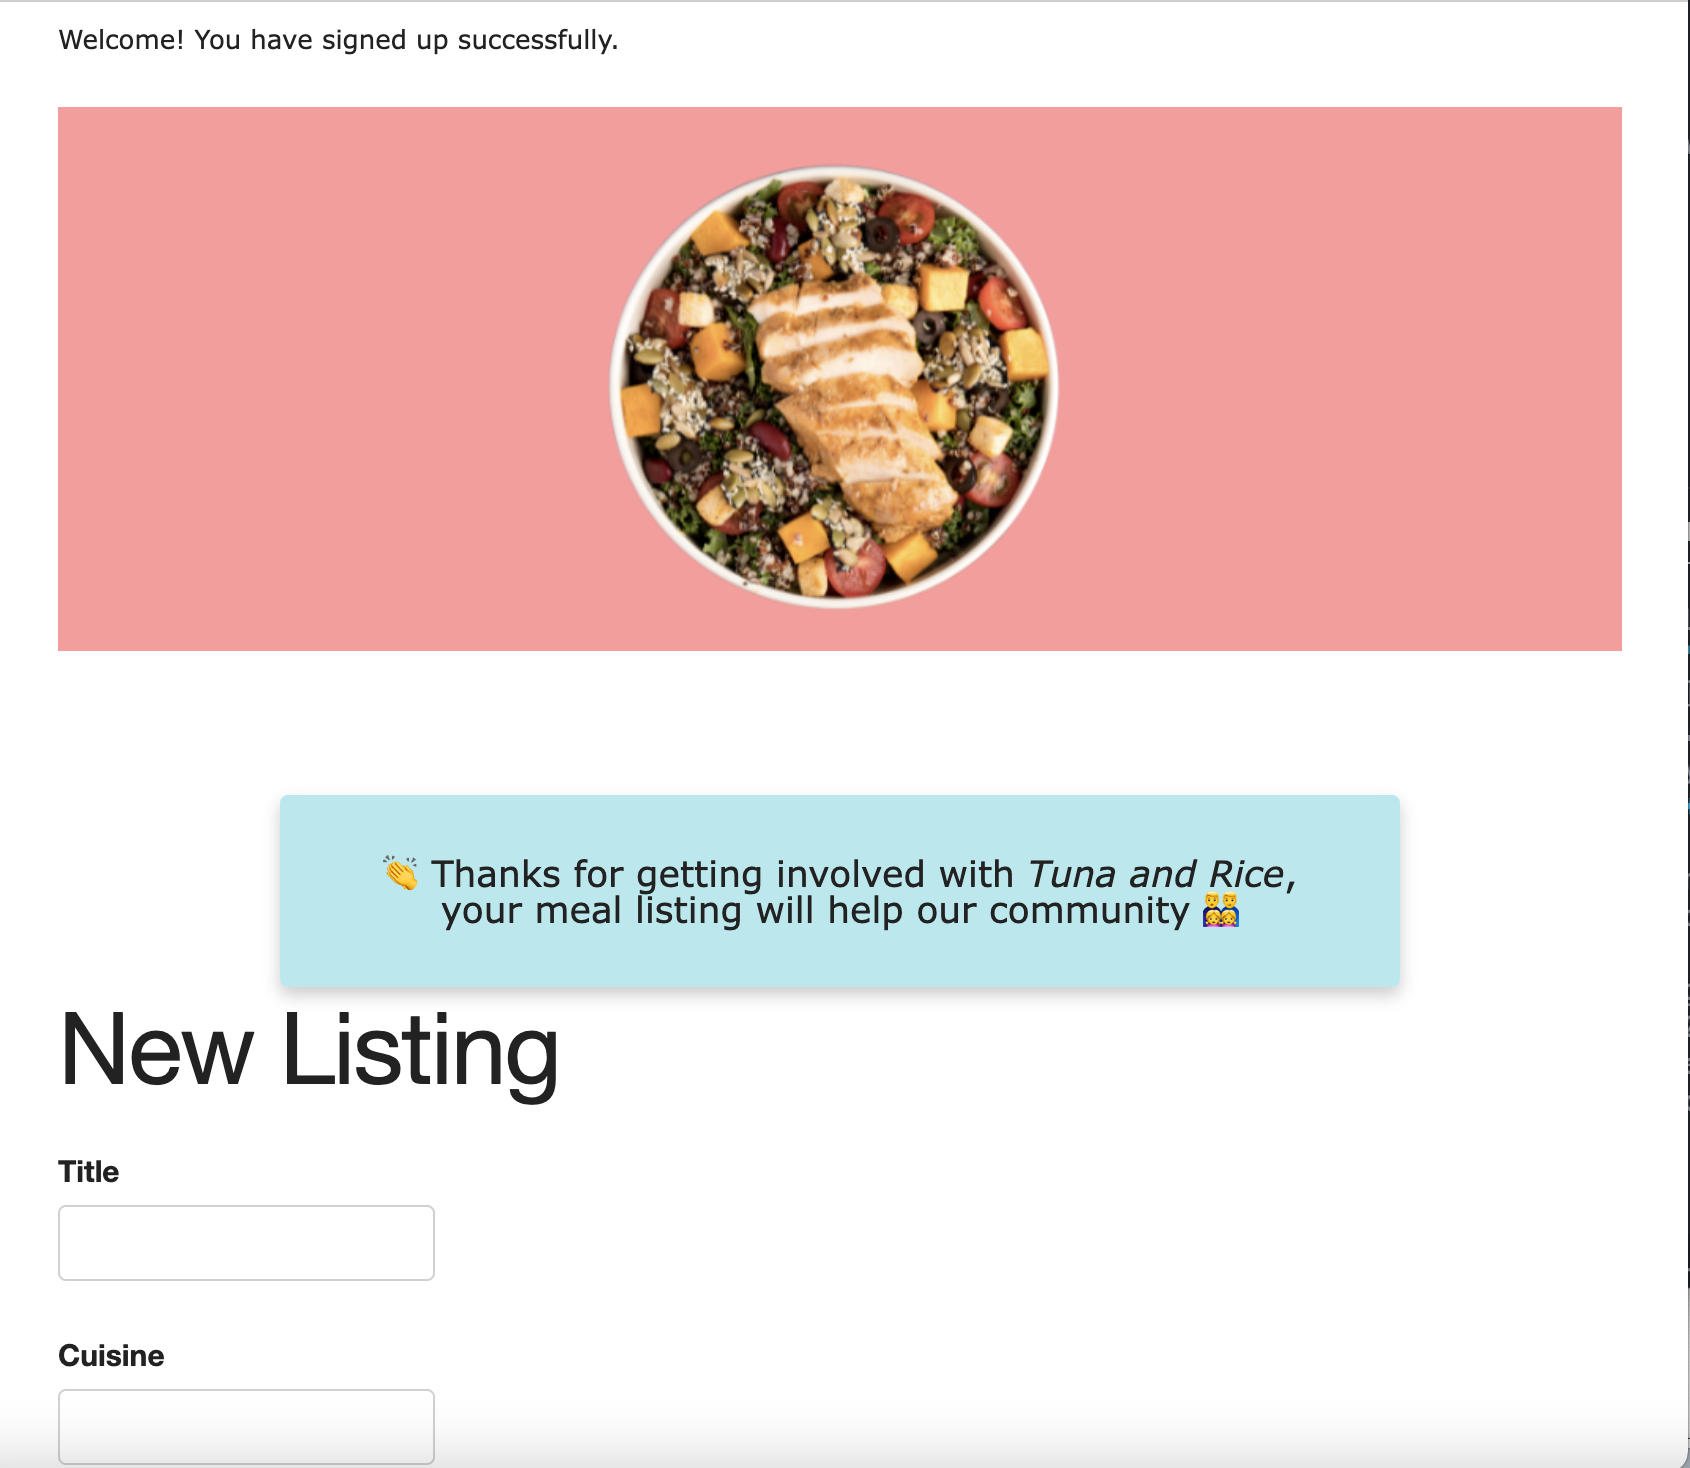 Welcome! You have signed up successfully.
👏 Thanks for getting involved with Tuna and Rice,
your meal listing will help our community 👨‍👨‍👧‍👧
New Listing
Title
Cuisine